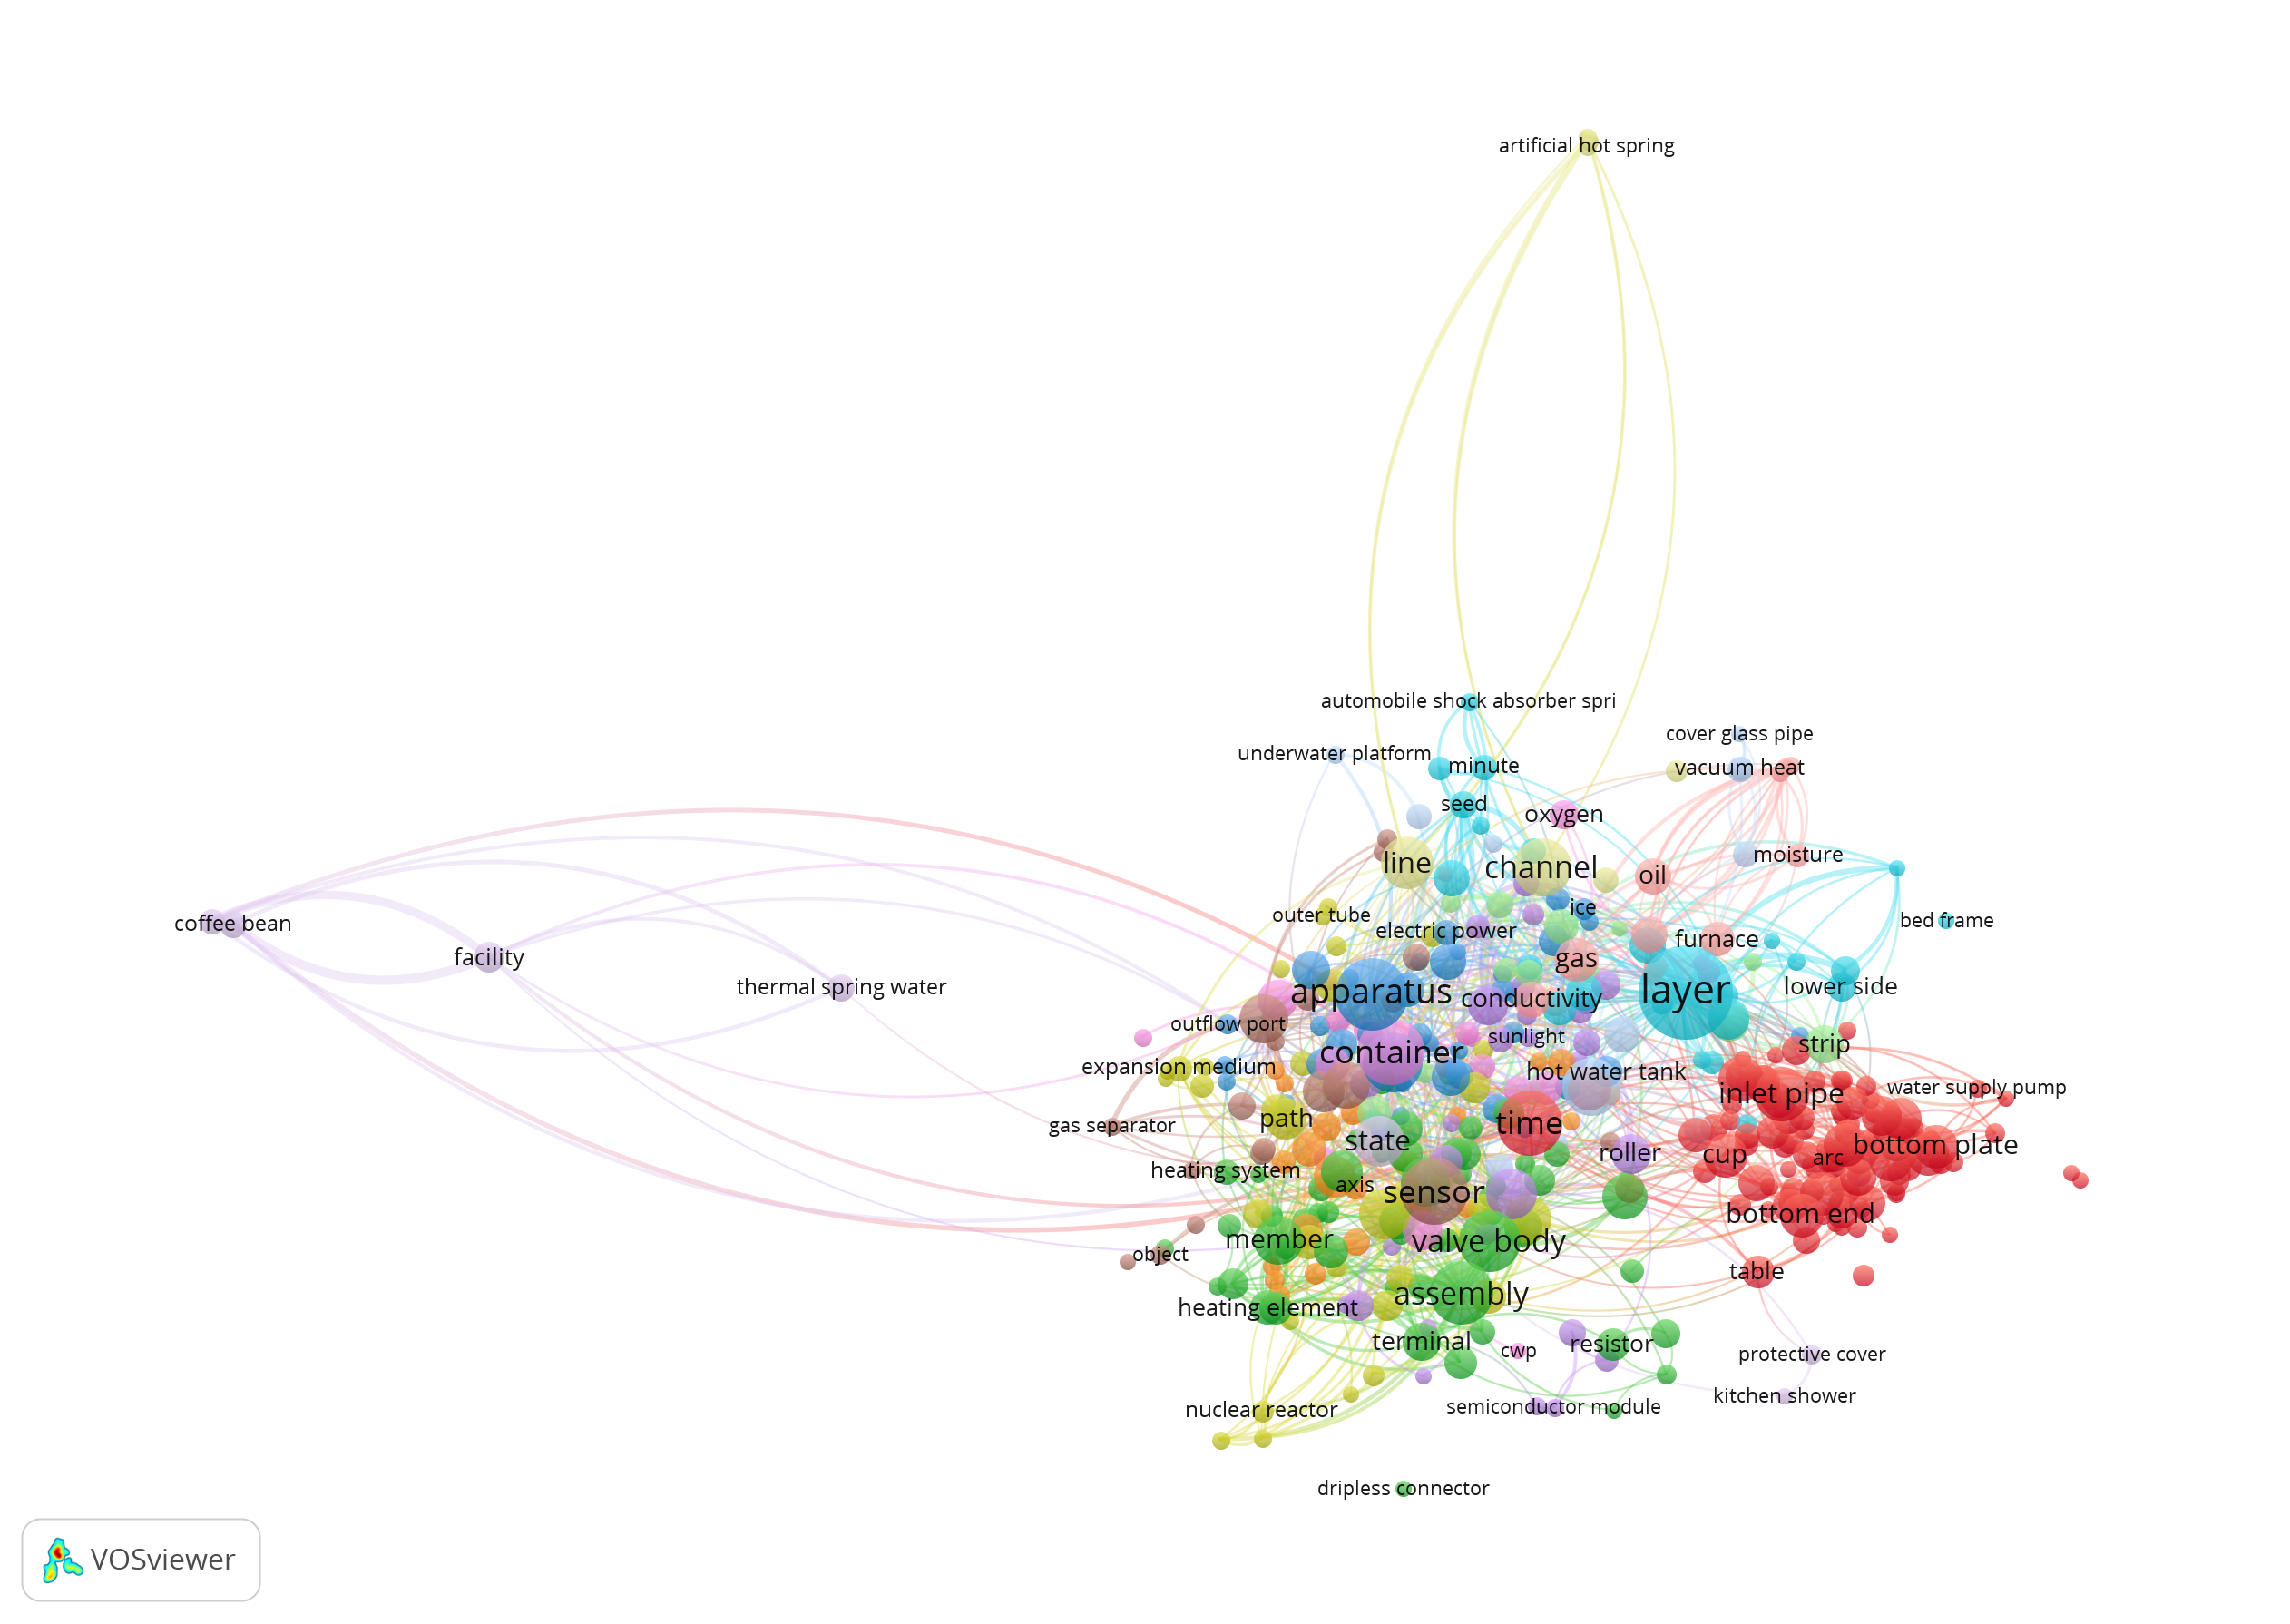 artificial hot spring
automobile shock absorber spri
cover glass pipe
underwater platform
minute
vacuum heat
seed
oxygen
line
channel
moisture
oil
outer tube
ice
coffee bean
bed frame
electric power
furnace
facility
gas
thermal spring water
apparatus
conductivity
layer
lower side
outflow port
sunlight
strip
container
expansion medium
hot water tank
water supply pump
inlet pipe
path
time
gas separator
state
roller
cup
arc
bottom plate
heating system
axis
sensor
bottom end
member
valve body
object
table
assembly
heating element
terminal
cwp
resistor
protective cover
kitchen shower
nuclear reactor
semiconductor module
dripless connector
VOSviewer